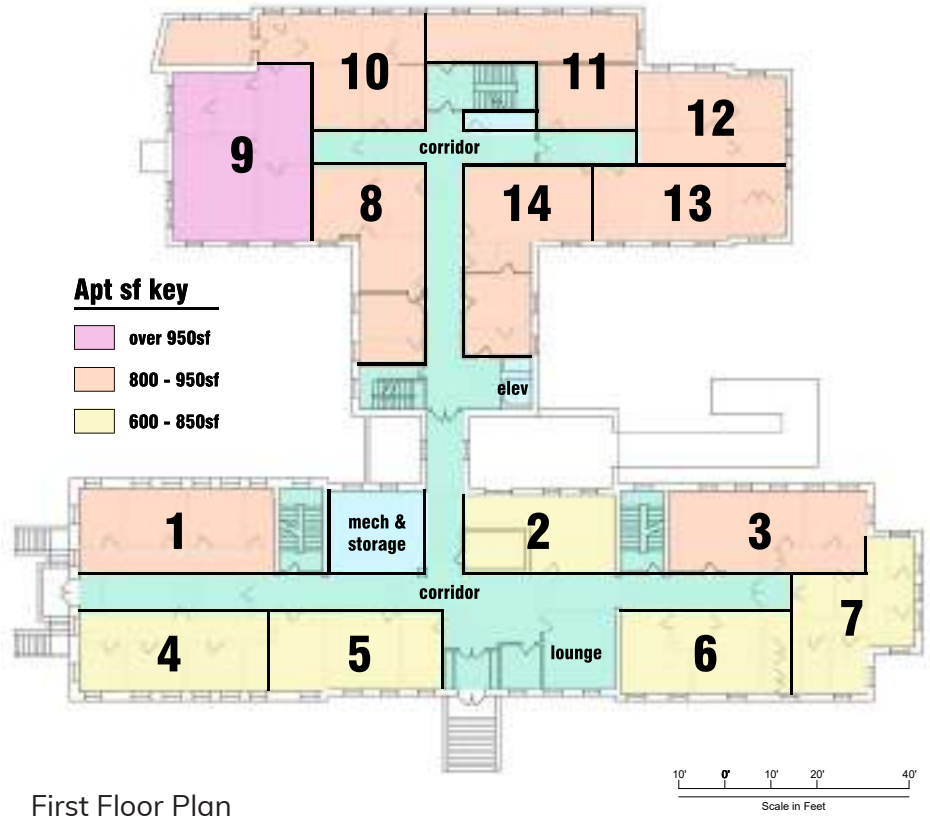 10
11
12
9
corridor
8
14
13
Apt sf key
over 950sf
800 - 950sf
600 - 850sf
elev
1
mech &
storage
2
3
corridor
7
4
5
lounge
6
10' 0' 10' 20' 40'
Scale in Feet
First Floor Plan